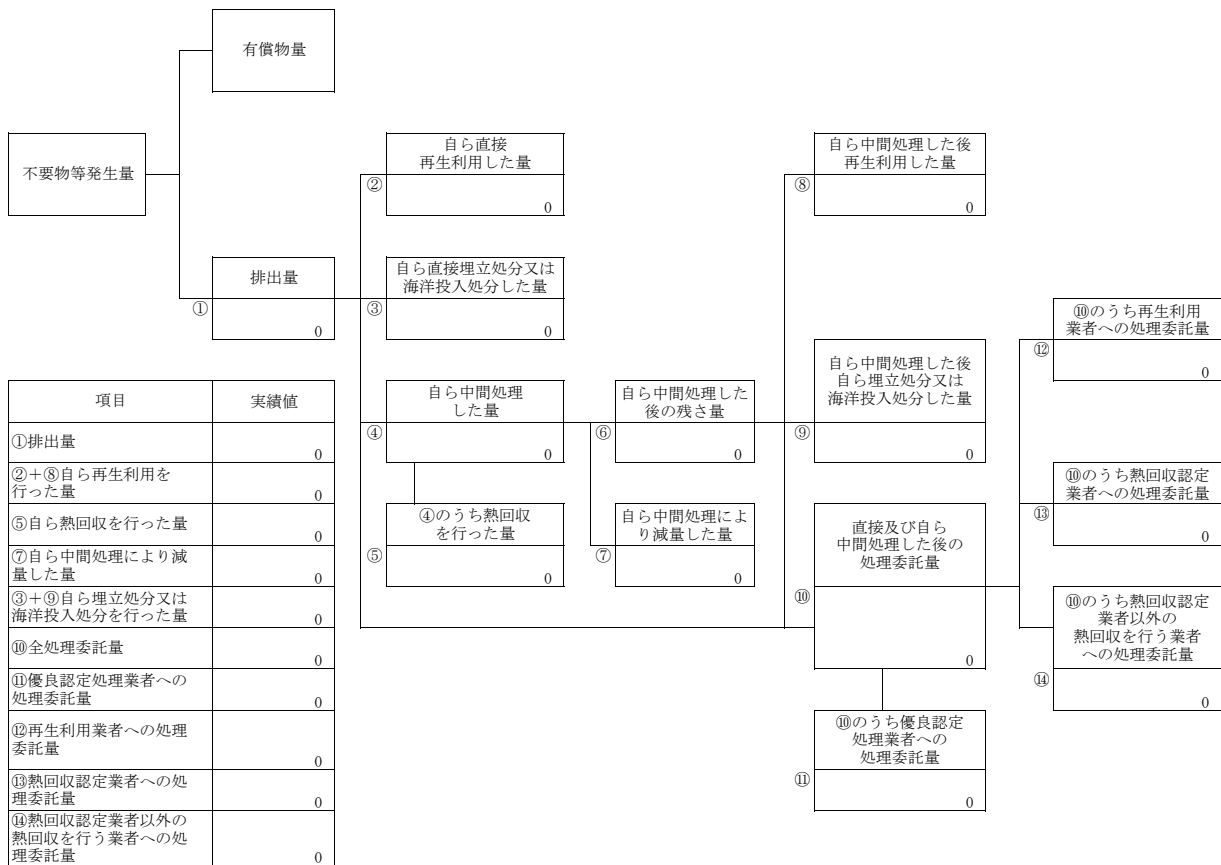 有償物量
不要物等発生量
自ら直接
再生利用した量
②
0
自ら中間処理した後
再生利用した量
⑧
0
排出量
①
0
自ら直接埋立処分又は
海洋投入処分した量
③
0
⑩のうち再生利用
業者への処理委託量
⑫
0
自ら中間処理
した量
④
0
自ら中間処理した
後の残さ量
⑥
0
自ら中間処理した後
自ら埋立処分又は
海洋投入処分した量
⑨
0
④のうち熱回収
を行った量
⑤
0
自ら中間処理によ
り減量した量
⑦
0
直接及び自ら
中間処理した後の
処理委託量
⑩
0
⑩のうち熱回収認定
業者への処理委託量
⑬
0
⑩のうち熱回収認定
業者以外の
熱回収を行う業者
への処理委託量
⑭
0
⑩のうち優良認定
処理業者への
処理委託量
⑪
0
項目 実績値
①排出量
0
②+⑧自ら再生利用を
行った量
0
⑤自ら熱回収を行った量
0
⑦自ら中間処理により減
量した量
0
③+⑨自ら埋立処分又は
海洋投入処分を行った量
0
⑩全処理委託量
0
⑪優良認定処理業者への
処理委託量
0
⑫再生利用業者への処理
委託量
0
⑬熱回収認定業者への処
理委託量
0
⑭熱回収認定業者以外の
熱回収を行う業者への処
理委託量
0